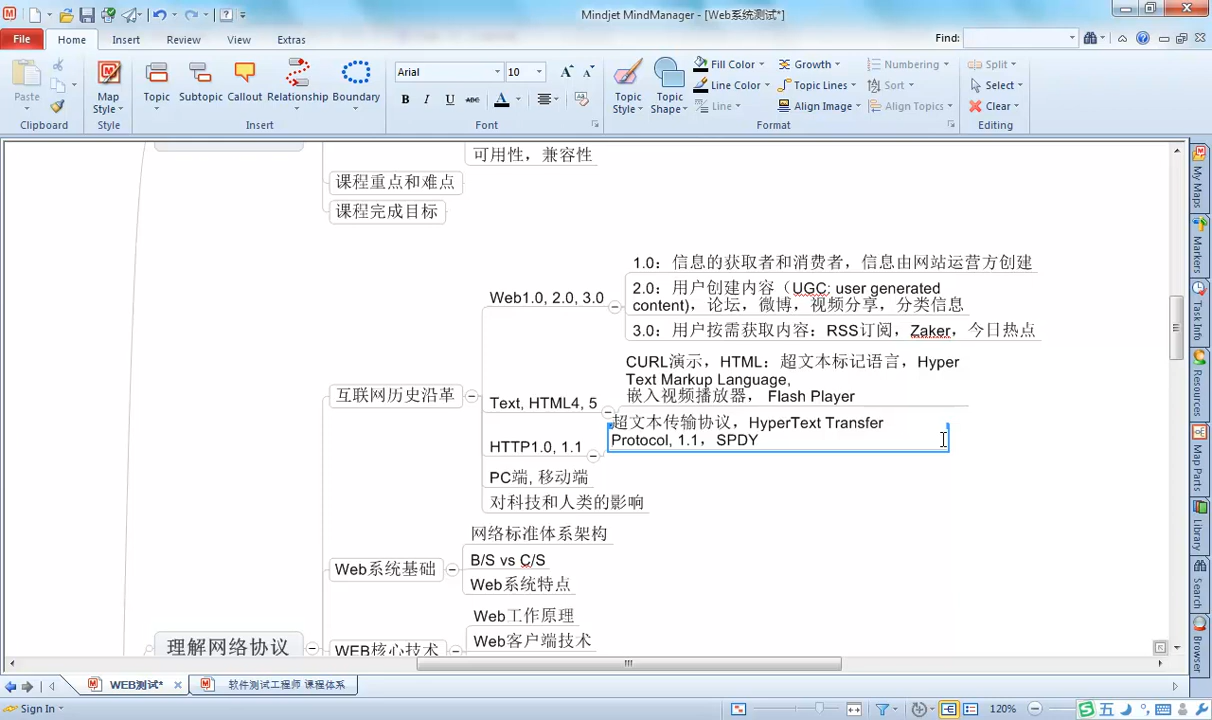 Mindjet MindManager - [Web系统测试*]
File
Home
Insert
Review
View
Extras
Find:
Paste
Clipboard
Map
Style
Style
Topic
Subtopic
Callout
Relationship
Boundary
Insert
Arial
10
Font
Topic
Style
Topic
Shape
Fill Color
Line Color
Line
Growth
Topic Lines
Align Image
Numbering
Sort
Align Topics
Format
Split
Select
Clear
Editing
可用性，兼容性
课程重点和难点
课程完成目标
1.0：信息的获取者和消费者，信息由网站运营方创建
Web1.0, 2.0, 3.0
2.0：用户创建内容（UGC: user generated
content)，论坛，微博，视频分享，分类信息
3.0：用户按需获取内容：RSS订阅，Zaker，今日热点
互联网历史沿革
CURL演示，HTML：超文本标记语言，Hyper
Text Markup Language,
嵌入视频播放器， Flash Player
Text, HTML4, 5
超文本传输协议，HyperText Transfer
Protocol, 1.1，SPDY
HTTP1.0, 1.1
PC端, 移动端
对科技和人类的影响
网络标准体系架构
Web系统基础
B/S vs C/S
Web系统特点
理解网络协议
WEB核心技术
Web工作原理
Web客户端技术
My Maps
Markers
Task Info
Resources
Map Parts
Library
Search
Browser
WEB测试*
软件测试工程师 课程体系
Sign In
120%
五